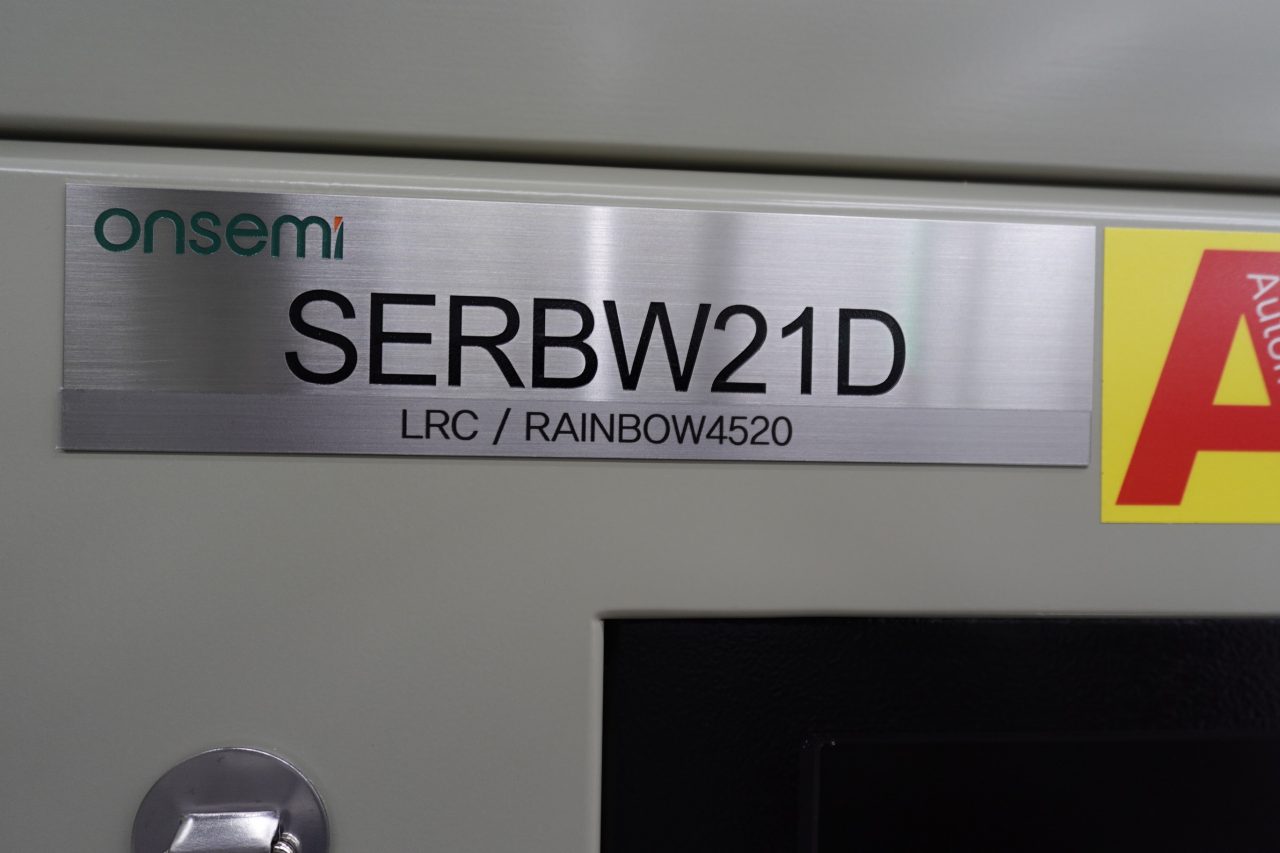 onsemi
SERBW21D
LRC / RAINBOW4520
A